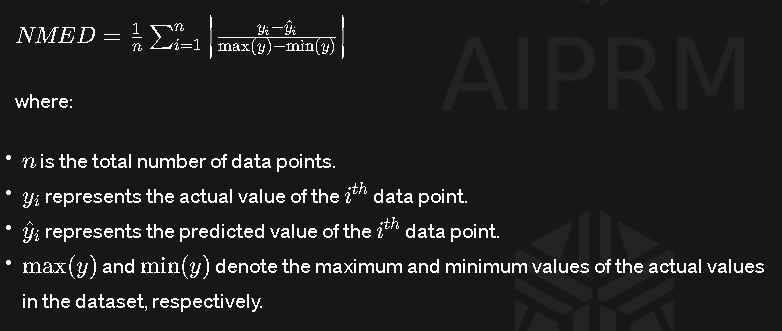 $NMED = \frac{1}{n} \sum_{i=1}^{n} \left| \frac{y_i - \hat{y}_i}{\max(y) - \min(y)} \right|$
AIPRM
where:
• $n$ is the total number of data points.
• $y_i$ represents the actual value of the $i^{th}$ data point.
• $\hat{y}_i$ represents the predicted value of the $i^{th}$ data point.
• $\max(y)$ and $\min(y)$ denote the maximum and minimum values of the actual values
in the dataset, respectively.